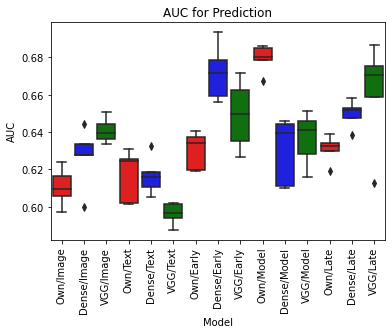 AUC for Prediction
AUC
0.68
0.66
0.64
0.62
0.60
Own/Image
Dense/Image
VGG/Image
Own/Text
Dense/Text
VGG/Text
Own/Early
Dense/Early
VGG/Early
Own/Model
Dense/Model
VGG/Model
Own/Late
Dense/Late
VGG/Late
Model